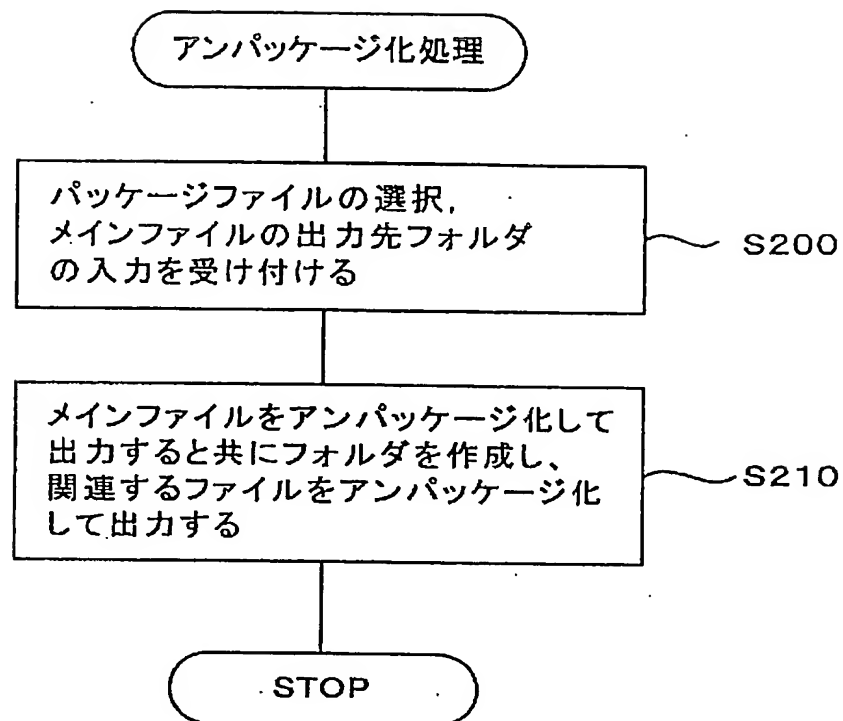 アンパッケージ化処理
パッケージファイルの選択,
メインファイルの出力先フォルダ
の入力を受け付ける
S200
メインファイルをアンパッケージ化して
出力すると共にフォルダを作成し、
関連するファイルをアンパッケージ化
して出力する
S210
STOP